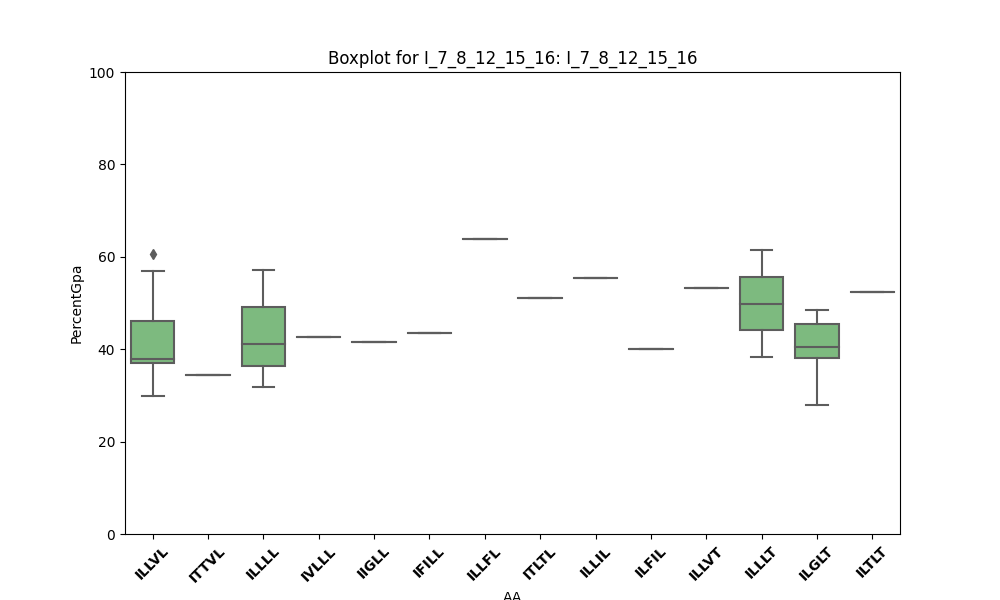 Boxplot for I_7_8_12_15_16: I_7_8_12_15_16
100
80
60
40
20
0
PercentGpa
ILLVL
ITTVL
ILLLL
IVLLL
IIGLL
IFILL
ILLFL
ITLTL
ILLIL
ILFIL
ILLVT
ILLLT
ILGLT
ILTLT
AA